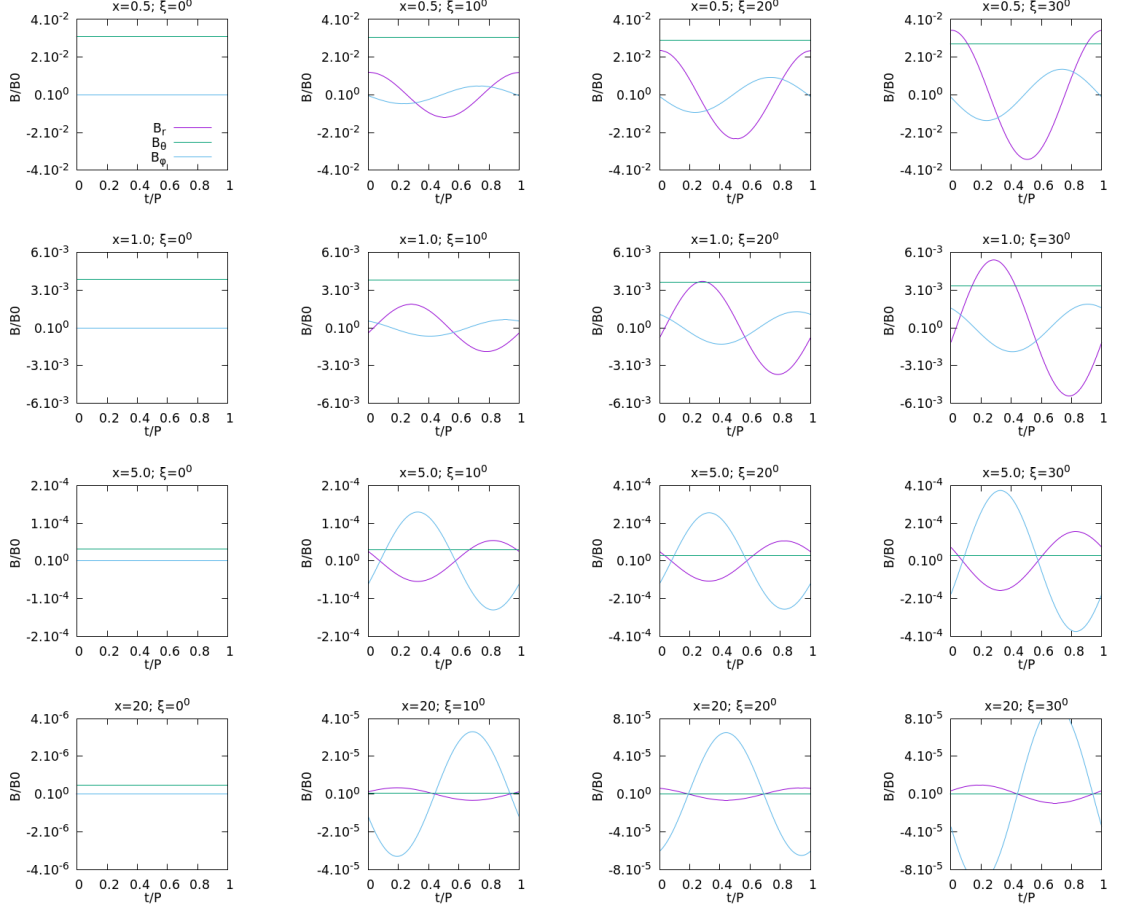 x=0.5; ξ=0⁰
4.10⁻²
2.10⁻²
0.10⁰
-2.10⁻²
-4.10⁻²
B/B0
B_r
B_θ
B_φ
0 0.2 0.4 0.6 0.8 1
t/P
x=0.5; ξ=10⁰
4.10⁻²
2.10⁻²
0.10⁰
-2.10⁻²
-4.10⁻²
B/B0
0 0.2 0.4 0.6 0.8 1
t/P
x=0.5; ξ=20⁰
4.10⁻²
2.10⁻²
0.10⁰
-2.10⁻²
-4.10⁻²
B/B0
0 0.2 0.4 0.6 0.8 1
t/P
x=0.5; ξ=30⁰
4.10⁻²
2.10⁻²
0.10⁰
-2.10⁻²
-4.10⁻²
B/B0
0 0.2 0.4 0.6 0.8 1
t/P
x=1.0; ξ=0⁰
6.10⁻³
3.10⁻³
0.10⁰
-3.10⁻³
-6.10⁻³
B/B0
0 0.2 0.4 0.6 0.8 1
t/P
x=1.0; ξ=10⁰
6.10⁻³
3.10⁻³
0.10⁰
-3.10⁻³
-6.10⁻³
B/B0
0 0.2 0.4 0.6 0.8 1
t/P
x=1.0; ξ=20⁰
6.10⁻³
3.10⁻³
0.10⁰
-3.10⁻³
-6.10⁻³
B/B0
0 0.2 0.4 0.6 0.8 1
t/P
x=1.0; ξ=30⁰
6.10⁻³
3.10⁻³
0.10⁰
-3.10⁻³
-6.10⁻³
B/B0
0 0.2 0.4 0.6 0.8 1
t/P
x=5.0; ξ=0⁰
2.10⁻⁴
1.10⁻⁴
0.10⁰
-1.10⁻⁴
-2.10⁻⁴
B/B0
0 0.2 0.4 0.6 0.8 1
t/P
x=5.0; ξ=10⁰
2.10⁻⁴
1.10⁻⁴
0.10⁰
-1.10⁻⁴
-2.10⁻⁴
B/B0
0 0.2 0.4 0.6 0.8 1
t/P
x=5.0; ξ=20⁰
4.10⁻⁴
2.10⁻⁴
0.10⁰
-2.10⁻⁴
-4.10⁻⁴
B/B0
0 0.2 0.4 0.6 0.8 1
t/P
x=5.0; ξ=30⁰
4.10⁻⁴
2.10⁻⁴
0.10⁰
-2.10⁻⁴
-4.10⁻⁴
B/B0
0 0.2 0.4 0.6 0.8 1
t/P
x=20; ξ=0⁰
4.10⁻⁶
2.10⁻⁶
0.10⁰
-2.10⁻⁶
-4.10⁻⁶
B/B0
0 0.2 0.4 0.6 0.8 1
t/P
x=20; ξ=10⁰
4.10⁻⁵
2.10⁻⁵
0.10⁰
-2.10⁻⁵
-4.10⁻⁵
B/B0
0 0.2 0.4 0.6 0.8 1
t/P
x=20; ξ=20⁰
8.10⁻⁵
4.10⁻⁵
0.10⁰
-4.10⁻⁵
-8.10⁻⁵
B/B0
0 0.2 0.4 0.6 0.8 1
t/P
x=20; ξ=30⁰
8.10⁻⁵
4.10⁻⁵
0.10⁰
-4.10⁻⁵
-8.10⁻⁵
B/B0
0 0.2 0.4 0.6 0.8 1
t/P